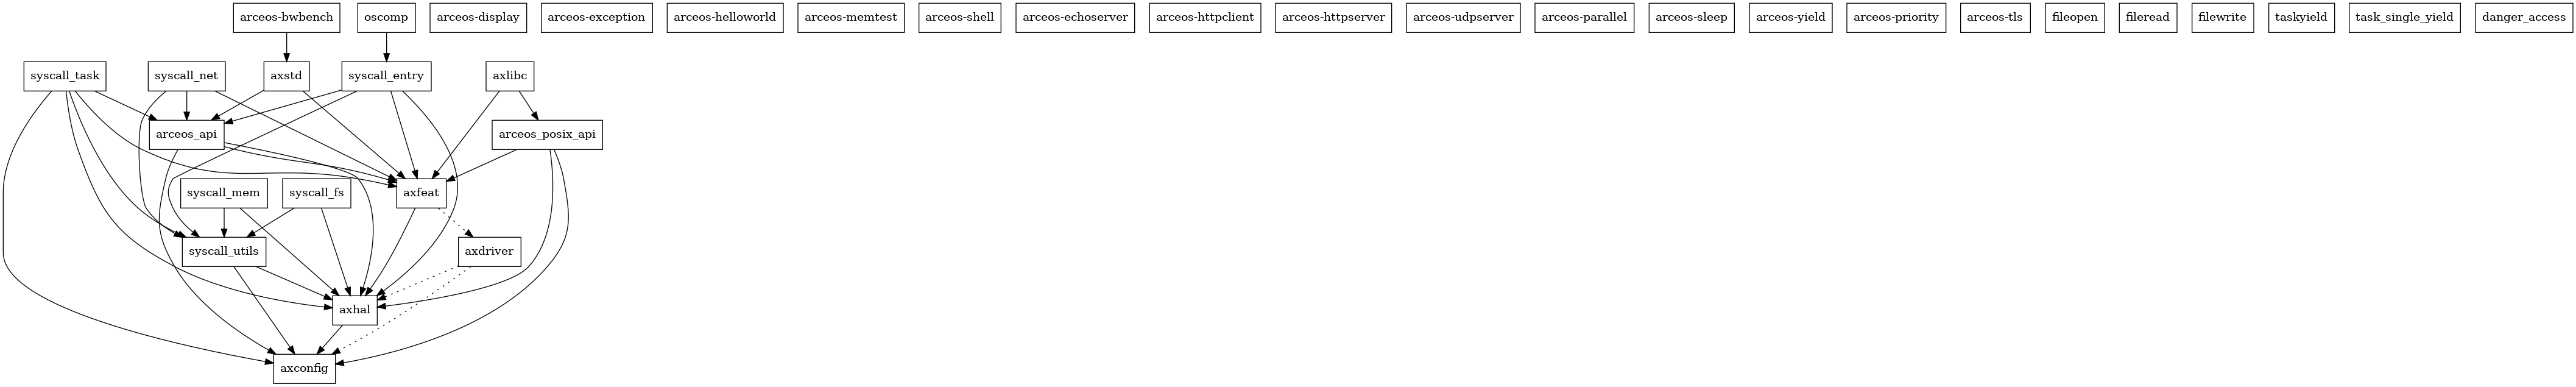 arceos-bwbench
oscomp
arceos-display
arceos-exception
arceos-helloworld
arceos-memtest
arceos-shell
arceos-echoserver
arceos-httpclient
arceos-httpserver
arceos-udpserver
arceos-parallel
arceos-sleep
arceos-yield
arceos-priority
arceos-tls
fileopen
fileread
filewrite
taskyield
task_single_yield
danger_access
syscall_task
syscall_net
axstd
syscall_entry
axlibc
arceos_api
arceos_posix_api
syscall_mem
syscall_fs
axfeat
syscall_utils
axdriver
axhal
axconfig